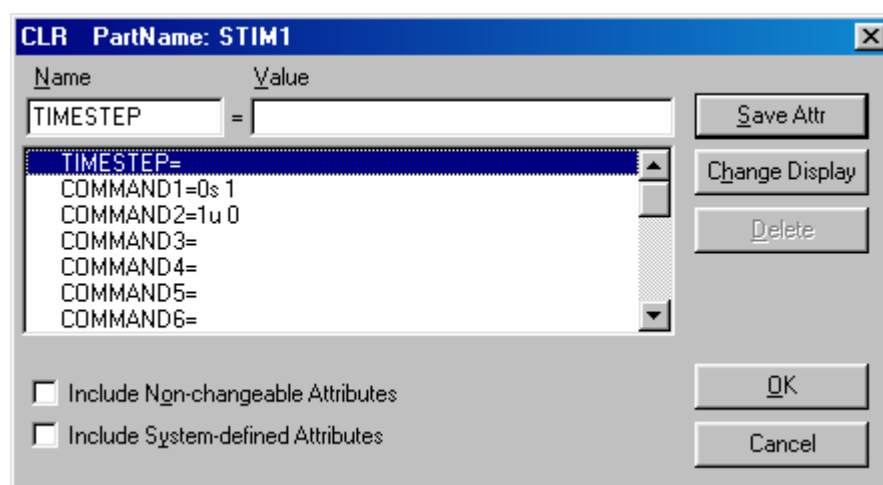 CLR PartName: STIM1
Name Value
TIMESTEP =
Save Attr
TIMESTEP=
COMMAND1=0s 1
COMMAND2=1u 0
COMMAND3=
COMMAND4=
COMMAND5=
COMMAND6=
Change Display
Delete
Include Non-changeable Attributes
Include System-defined Attributes
OK
Cancel